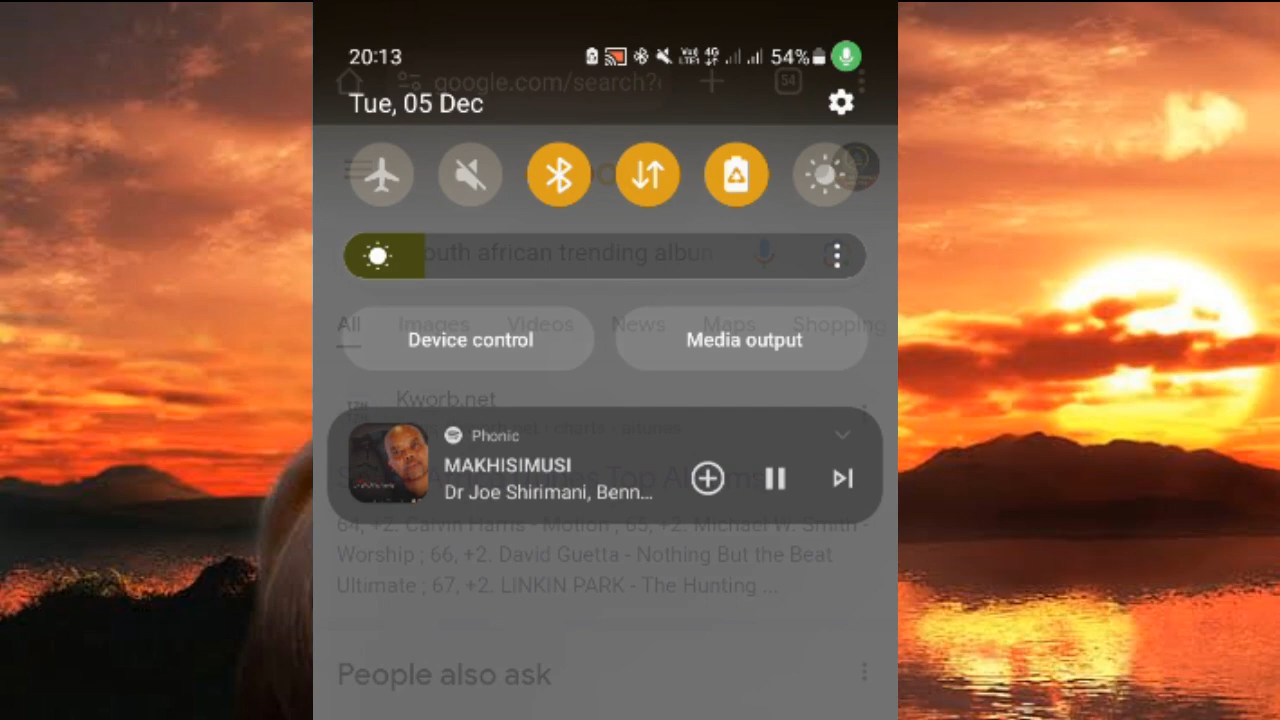 20:13
54%
google.com/search?
54
Tue, 05 Dec
outh african trending album
All Images Videos News Maps Shopping
Device control Media output
Kworb.net
Phonic
MAKHISIMUSI
Dr Joe Shirimani, Benn...
64, +2. Calvin Harris - Motion ; 65, +2. Michael W. Smith -
Worship ; 66, +2. David Guetta - Nothing But the Beat
Ultimate ; 67, +2. LINKIN PARK - The Hunting ...
People also ask